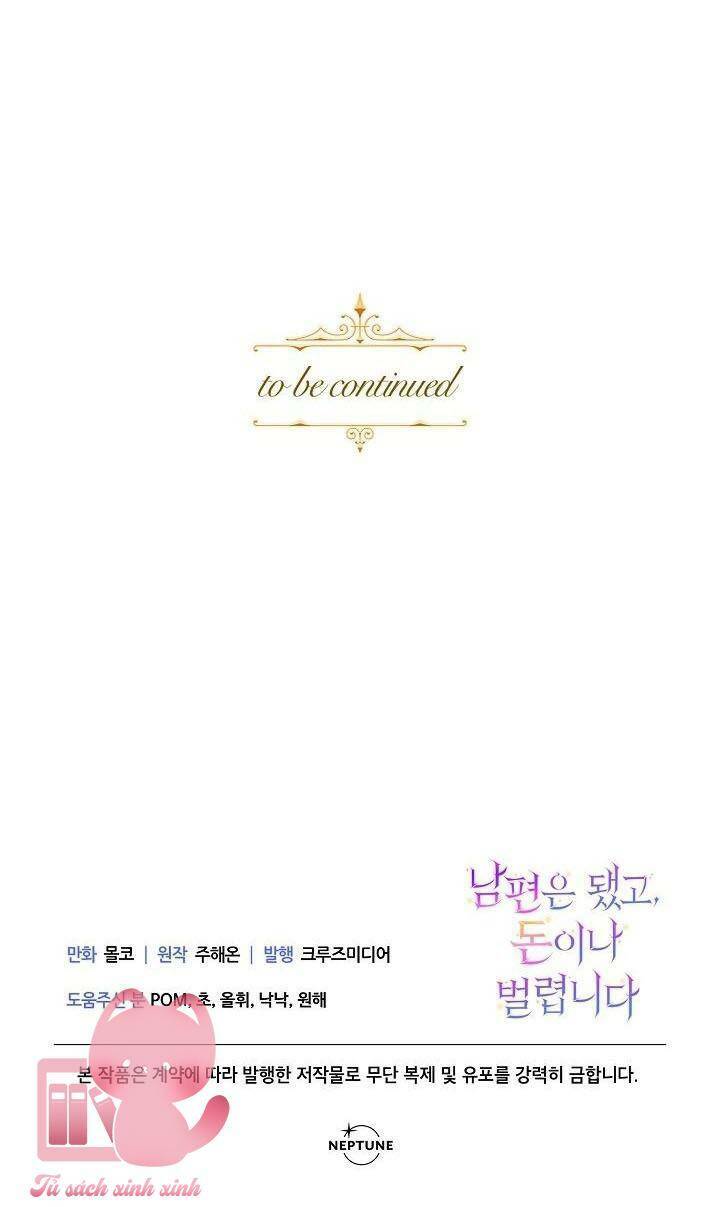 to be continued
남편은 됐고,
돈이나
벌렵니다
만화 몰코 | 원작 주해온 | 발행 크루즈미디어
도움주신 분 POM, 초, 올휘, 낙낙, 원해
본 작품은 계약에 따라 발행한 저작물로 무단 복제 및 유포를 강력히 금합니다.
NEPTUNE
Tủ sách xinh xinh